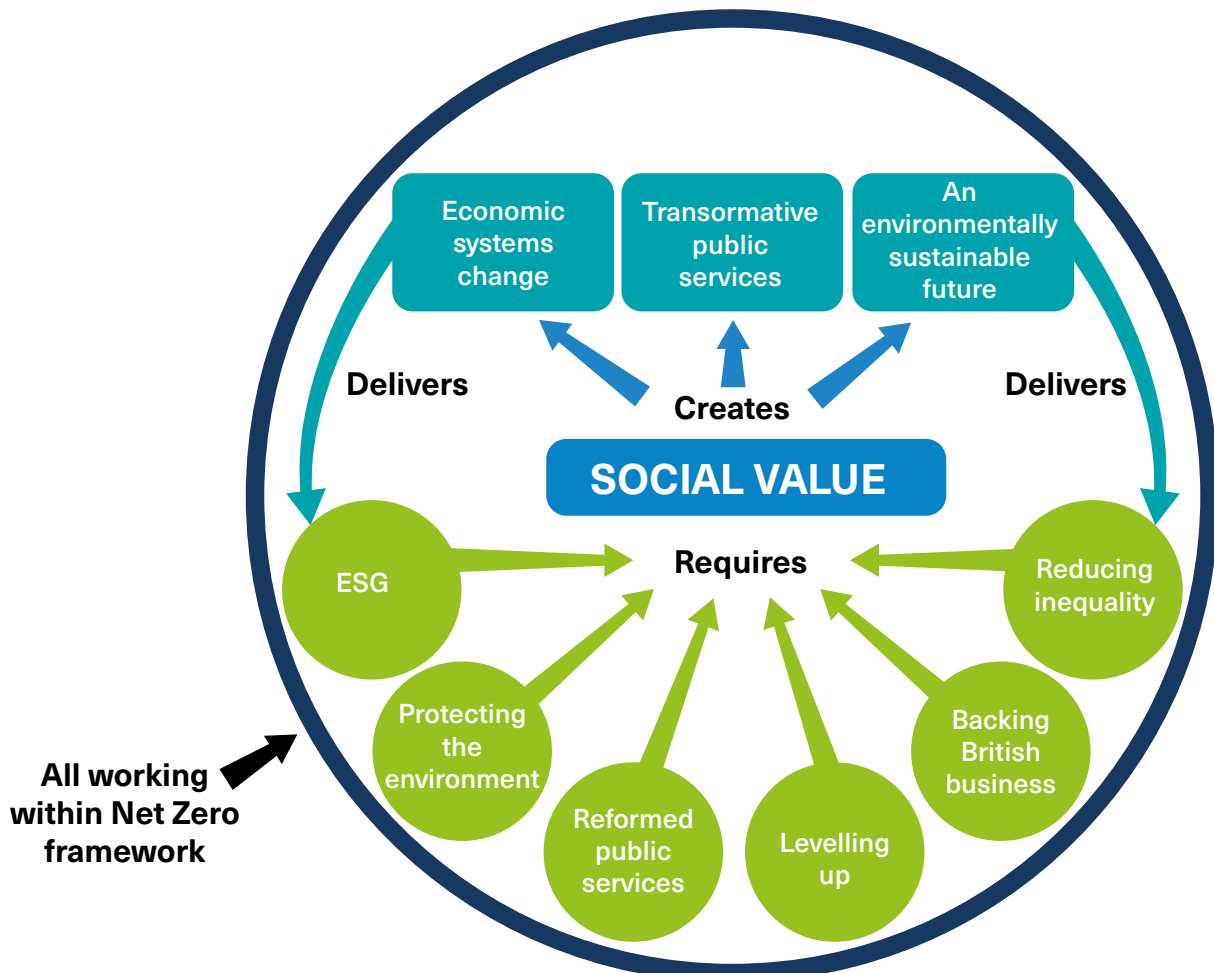 Economic
systems
change
Transormative
public
services
An
environmentally
sustainable
future
Delivers
Delivers
Creates
SOCIAL VALUE
Requires
ESG
Reducing
inequality
Protecting
the
environment
Backing
British
business
Reformed
public
services
Levelling
up
All working
within Net Zero
framework